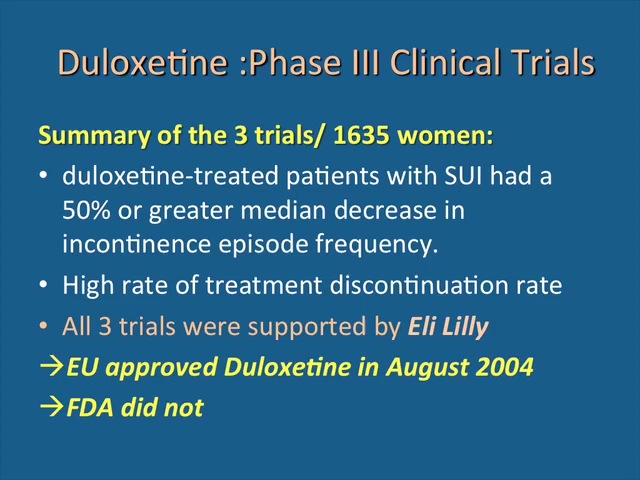 Duloxetine :Phase III Clinical Trials
Summary of the 3 trials/ 1635 women:
• duloxetine-treated patients with SUI had a
50% or greater median decrease in
incontinence episode frequency.
• High rate of treatment discontinuation rate
• All 3 trials were supported by Eli Lilly
→EU approved Duloxetine in August 2004
→FDA did not